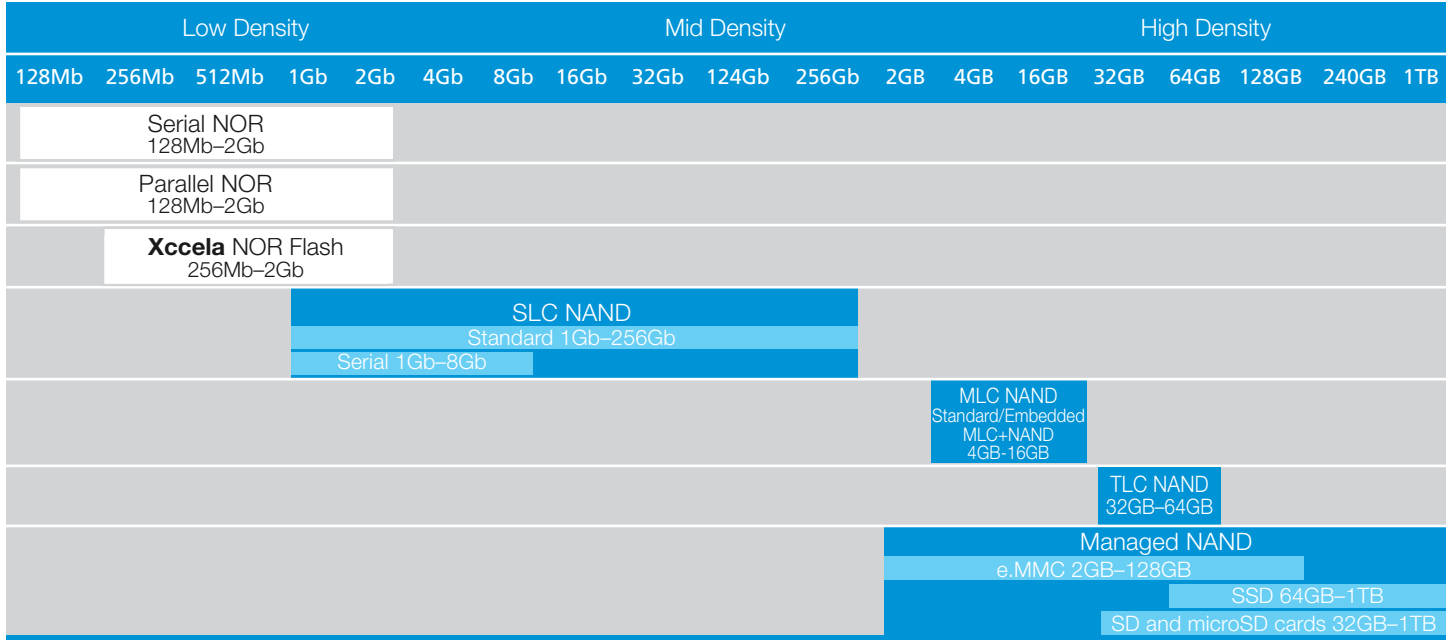 Low Density Mid Density High Density
128Mb 256Mb 512Mb 1Gb 2Gb 4Gb 8Gb 16Gb 32Gb 124Gb 256Gb 2GB 4GB 16GB 32GB 64GB 128GB 240GB 1TB
Serial NOR
128Mb–2Gb
Parallel NOR
128Mb–2Gb
Xccela NOR Flash
256Mb–2Gb
SLC NAND
Standard 1Gb–256Gb
Serial 1Gb–8Gb
MLC NAND
Standard/Embedded
MLC+NAND
4GB-16GB
TLC NAND
32GB–64GB
Managed NAND
e.MMC 2GB–128GB
SSD 64GB–1TB
SD and microSD cards 32GB–1TB